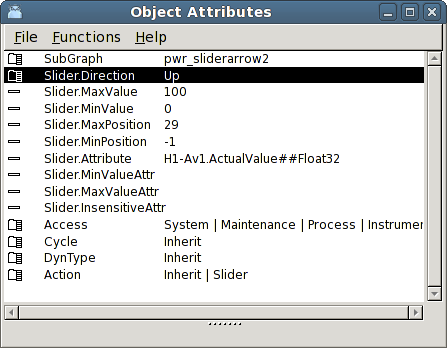 Object Attributes
File Functions Help
SubGraph pwr_sliderarrow2
Slider.Direction Up
Slider.MaxValue 100
Slider.MinValue 0
Slider.MaxPosition 29
Slider.MinPosition -1
Slider.Attribute H1-Av1.ActualValue##Float32
Slider.MinValueAttr
Slider.MaxValueAttr
Slider.InsensitiveAttr
Access System | Maintenance | Process | Instrumer
Cycle Inherit
DynType Inherit
Action Inherit | Slider